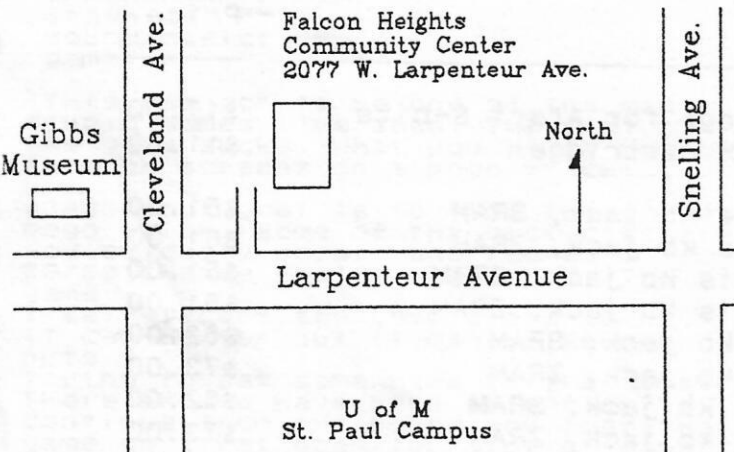 Falcon Heights
Community Center
2077 W. Larpenteur Ave.
Cleveland Ave.
Snelling Ave.
Gibbs
Museum
North
Larpenteur Avenue
U of M
St. Paul Campus